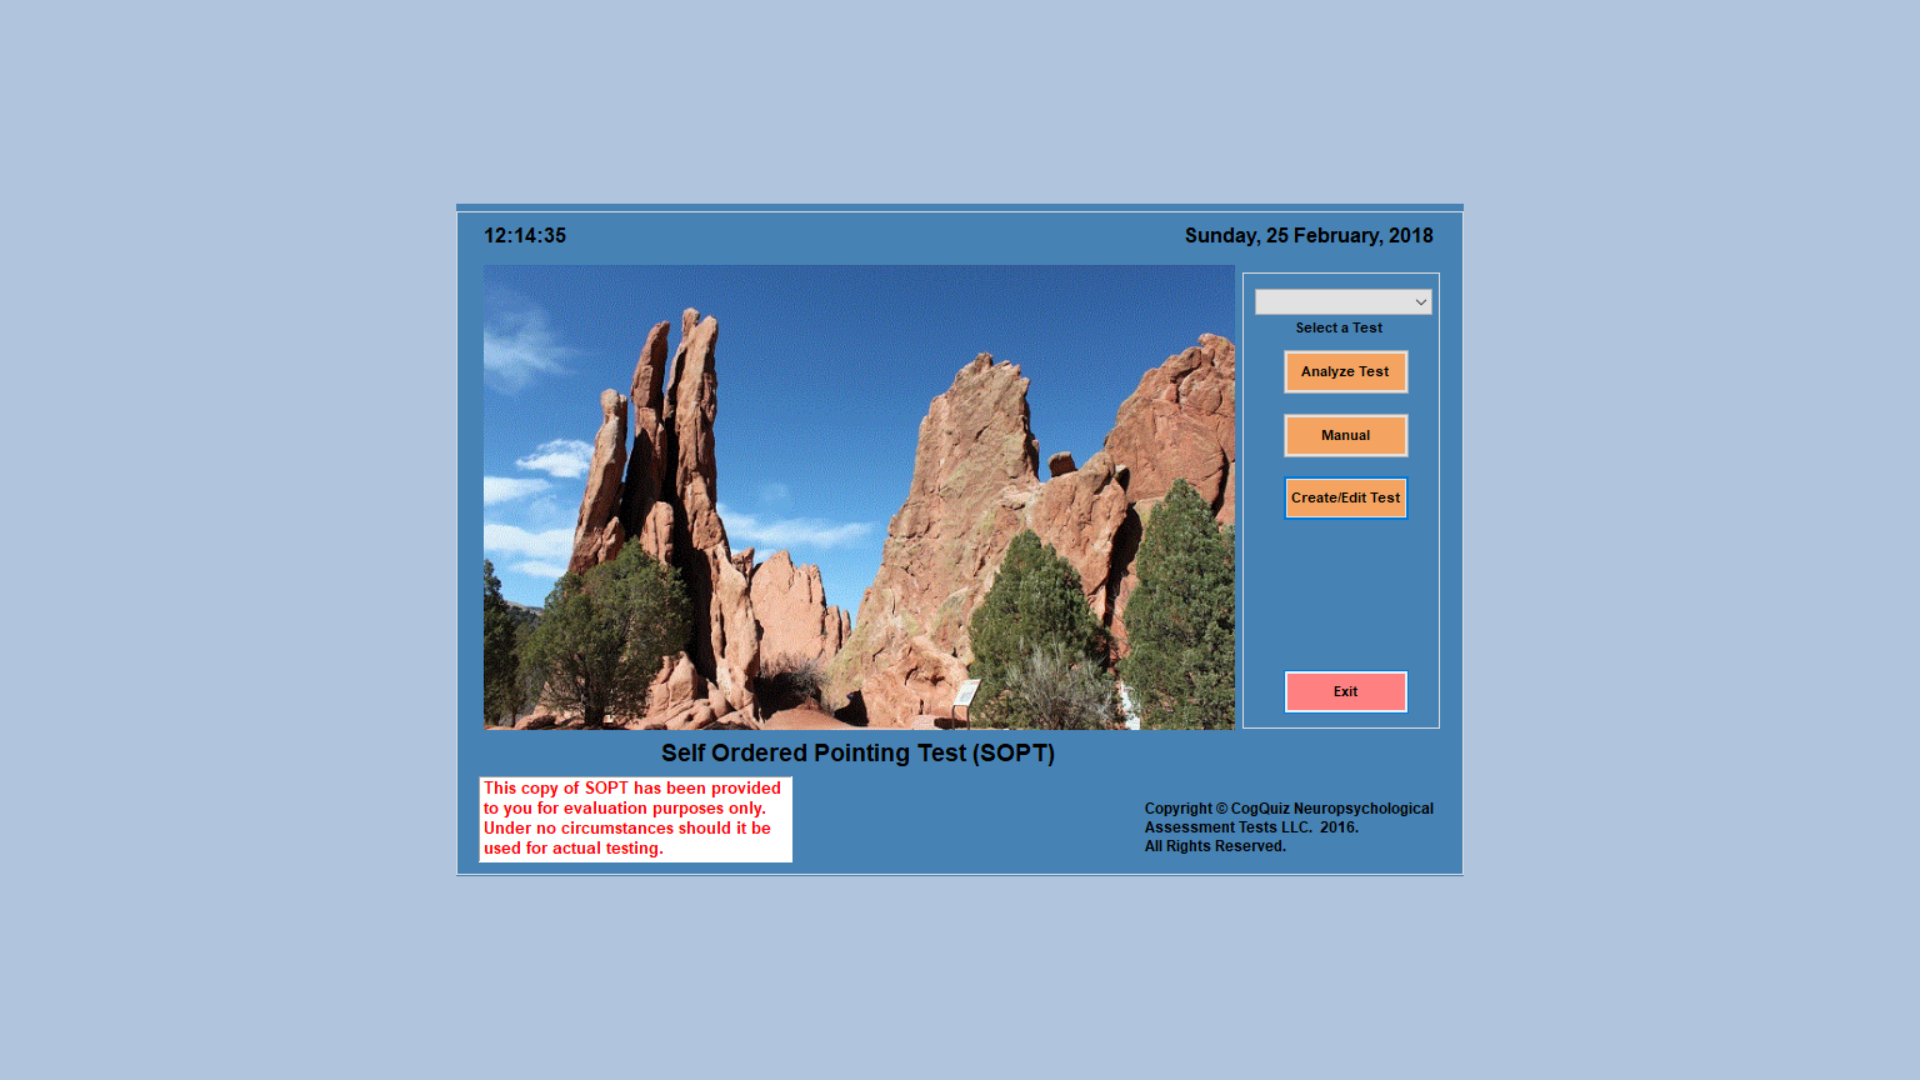 12:14:35
Sunday, 25 February, 2018
Select a Test
Analyze Test
Manual
Create/Edit Test
Exit
Self Ordered Pointing Test (SOPT)
This copy of SOPT has been provided
to you for evaluation purposes only.
Under no circumstances should it be
used for actual testing.
Copyright © CogQuiz Neuropsychological
Assessment Tests LLC.  2016.
All Rights Reserved.